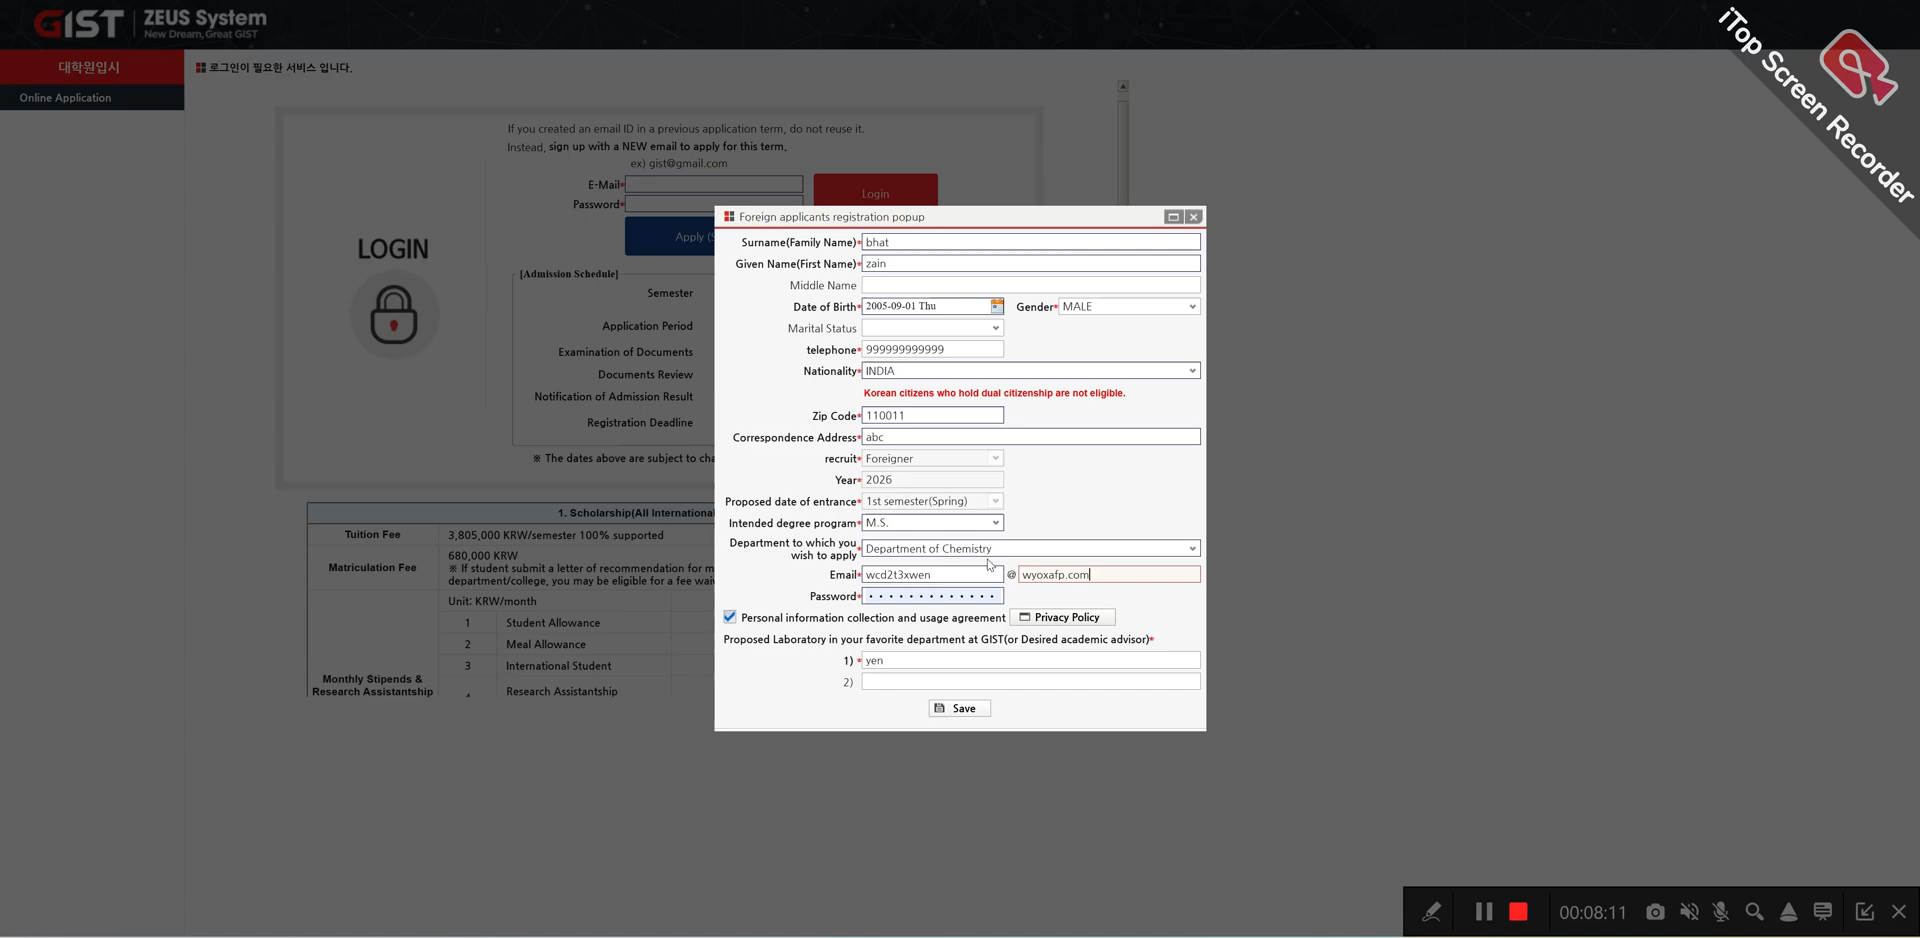 GIST
ZEUS System
New Dream, Great GIST
iTop Screen Recorder
대학원입시
로그인이 필요한 서비스 입니다.
Online Application
If you created an email ID in a previous application term, do not reuse it.
Instead, sign up with a NEW email to apply for this term.
ex) gist@gmail.com
E-Mail*
Login
Password*
Apply (S
LOGIN
[Admission Schedule]
Semester
Application Period
Examination of Documents
Documents Review
Notification of Admission Result
Registration Deadline
※ The dates above are subject to cha
1. Scholarship(All Internationa
Tuition Fee 3,805,000 KRW/semester 100% supported
Matriculation Fee 680,000 KRW
※ If student submit a letter of recommendation for m
department/college, you may be eligible for a fee waiv
Unit: KRW/month
1 Student Allowance
2 Meal Allowance
3 International Student
Monthly Stipends &
Research Assistantship
4 Research Assistantship
Foreign applicants registration popup
Surname(Family Name)* bhat
Given Name(First Name)* zain
Middle Name
Date of Birth* 2005-09-01 Thu Gender* MALE
Marital Status
telephone* 999999999999
Nationality* INDIA
Korean citizens who hold dual citizenship are not eligible.
Zip Code* 110011
Correspondence Address* abc
recruit* Foreigner
Year* 2026
Proposed date of entrance* 1st semester(Spring)
Intended degree program* M.S.
Department to which you
wish to apply * Department of Chemistry
Email* wcd2t3xwen @ wyoxafp.com
Password* •••••••••••••
Personal information collection and usage agreement Privacy Policy
Proposed Laboratory in your favorite department at GIST(or Desired academic advisor)*
1) * yen
2)
Save
00:08:11